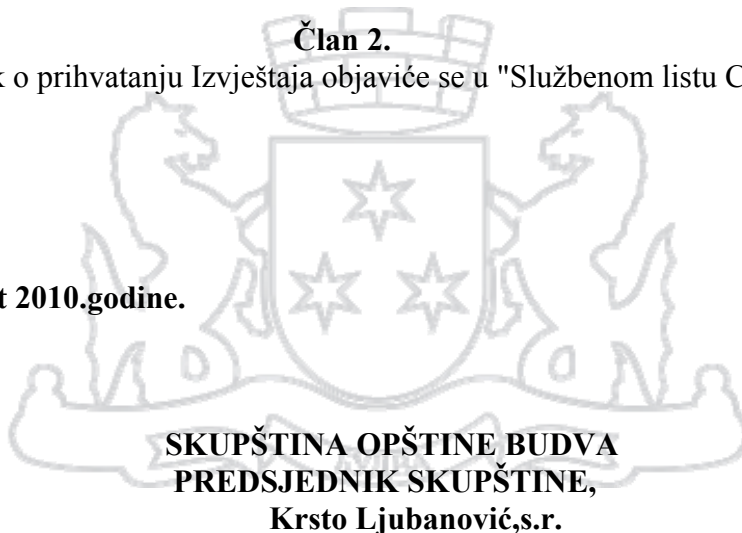 Član 2.
k o prihvatanju Izvještaja objaviće se u "Službenom listu C
t 2010.godine.
SKUPŠTINA OPŠTINE BUDVA
PREDSJEDNIK SKUPŠTINE,
Krsto Ljubanović,s.r.